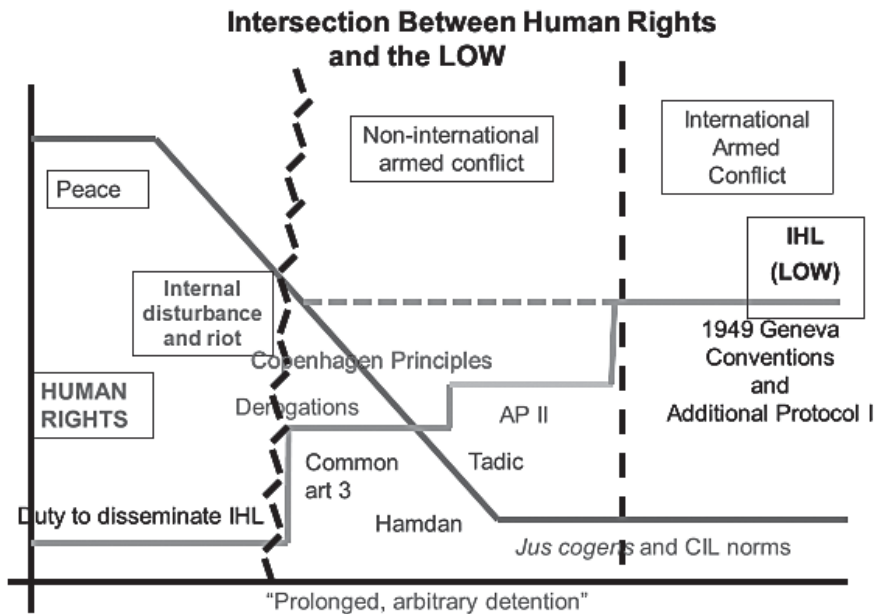 Intersection Between Human Rights
and the LOW
Non-international
armed conflict
International
Armed
Conflict
Peace
IHL
(LOW)
Internal
disturbance
and riot
1949 Geneva
Conventions
and
Additional Protocol I
Copenhagen Principles
HUMAN
RIGHTS
Derogations
AP II
Common
art 3
Tadic
Duty to disseminate IHL
Hamdan
Jus cogens and CIL norms
“Prolonged, arbitrary detention”